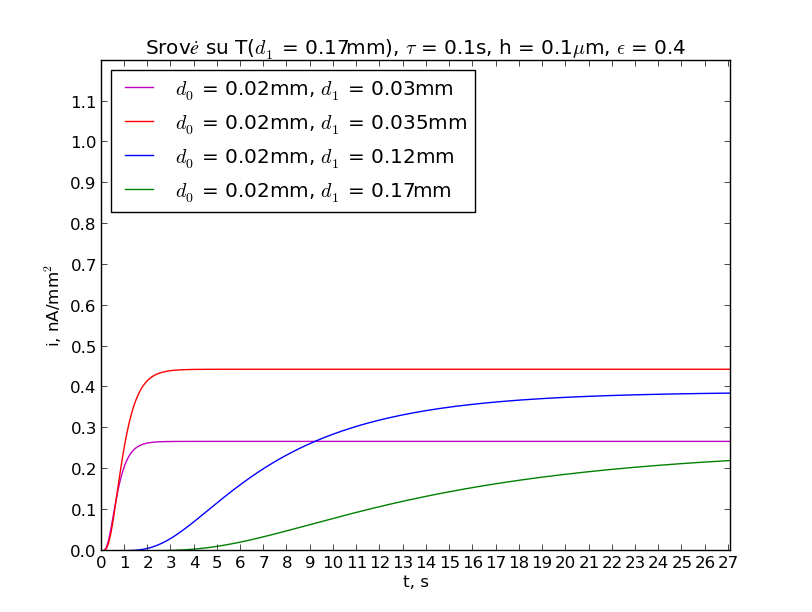 Srovė su T(d₁ = 0.17mm), τ = 0.1s, h = 0.1μm, ϵ = 0.4
d₀ = 0.02mm, d₁ = 0.03mm
d₀ = 0.02mm, d₁ = 0.035mm
d₀ = 0.02mm, d₁ = 0.12mm
d₀ = 0.02mm, d₁ = 0.17mm
i, nA/mm²
1.1
1.0
0.9
0.8
0.7
0.6
0.5
0.4
0.3
0.2
0.1
0.0
0 1 2 3 4 5 6 7 8 9 10 11 12 13 14 15 16 17 18 19 20 21 22 23 24 25 26 27
t, s